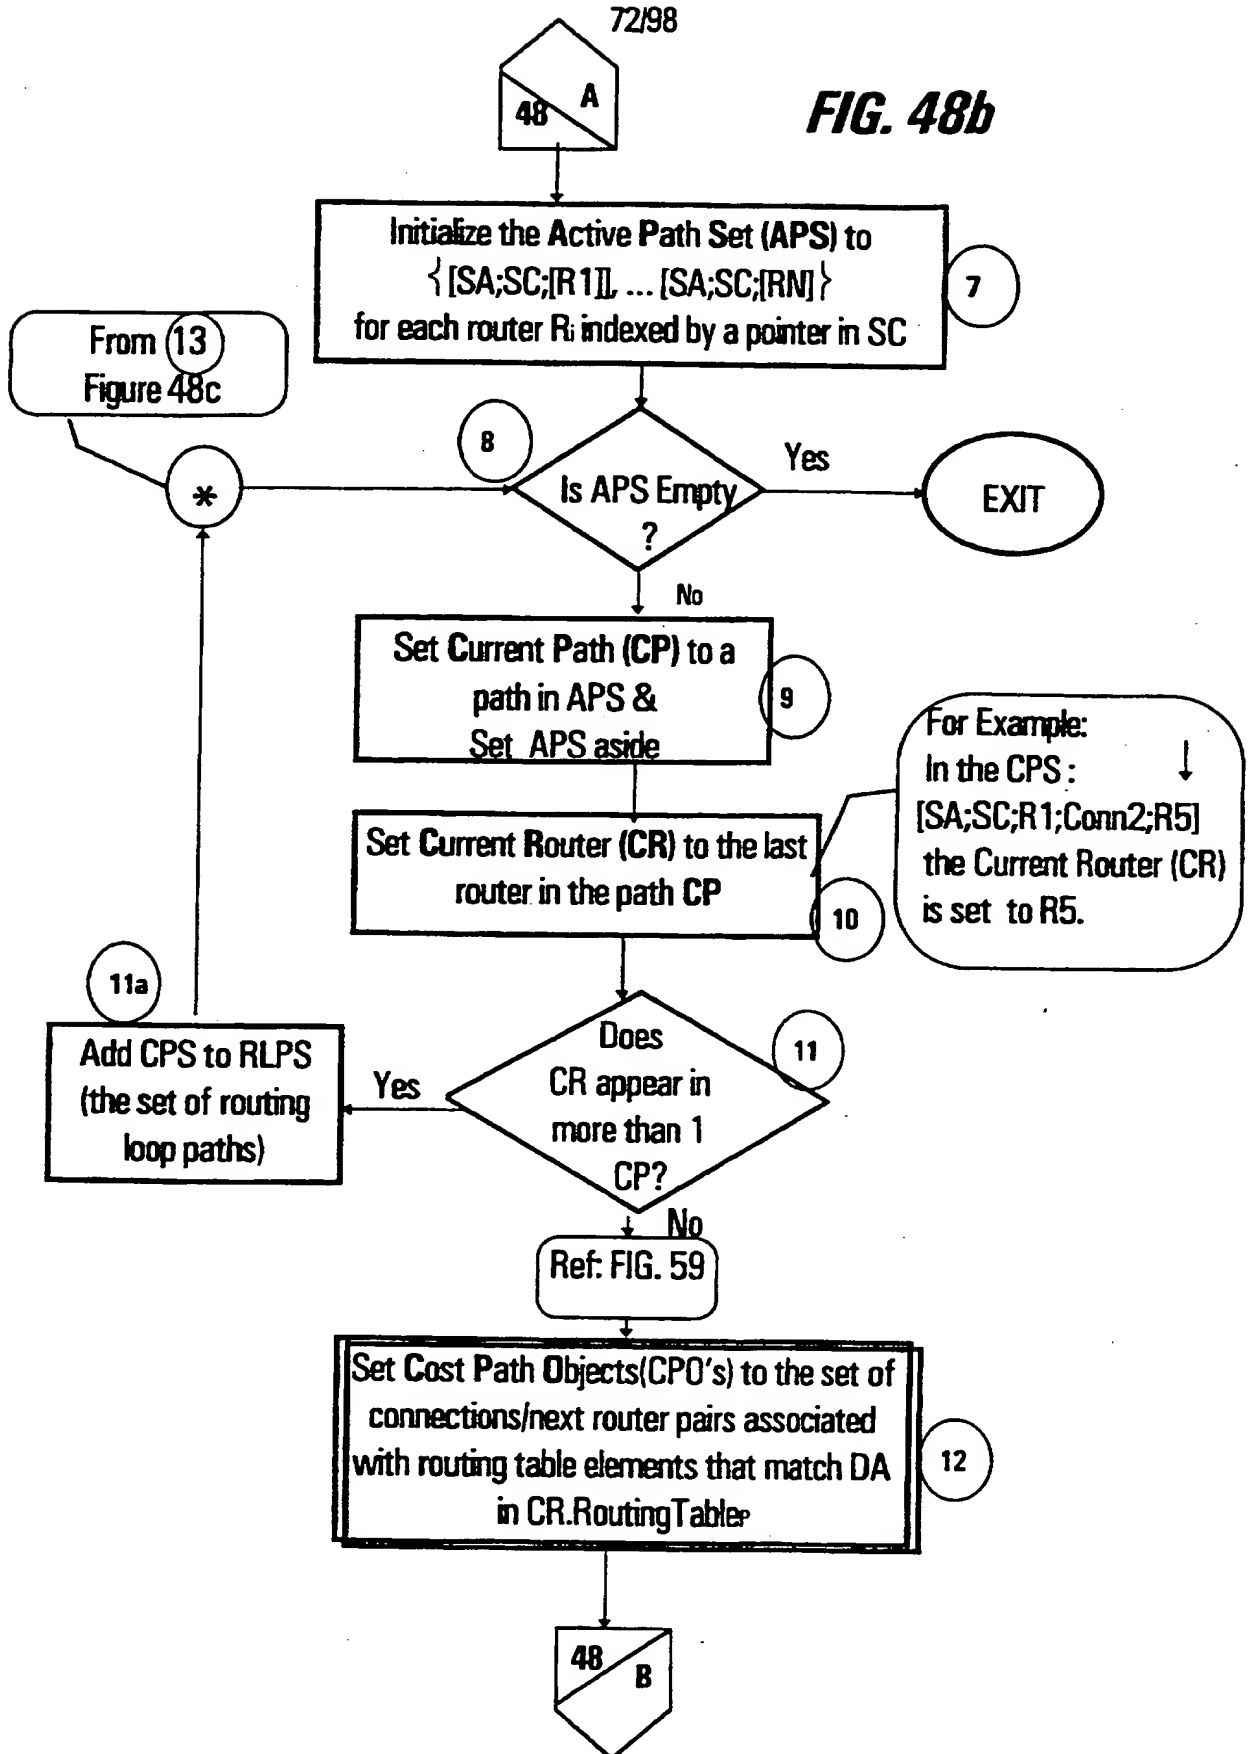 72/98
FIG. 48b
A
48
Initialize the Active Path Set (APS) to
{[SA;SC;[R1]], ... [SA;SC;[RN]}
for each router Ri indexed by a pointer in SC
7
From 13
Figure 48c
*
8
Is APS Empty
?
Yes
EXIT
No
Set Current Path (CP) to a
path in APS &
Set APS aside
9
For Example:
In the CPS :
[SA;SC;R1;Conn2;R5]
the Current Router (CR)
is set to R5.
Set Current Router (CR) to the last
router in the path CP
10
11a
Add CPS to RLPS
(the set of routing
loop paths)
Yes
Does
CR appear in
more than 1
CP?
11
No
Ref: FIG. 59
Set Cost Path Objects(CPO's) to the set of
connections/next router pairs associated
with routing table elements that match DA
in CR.RoutingTableP
12
48
B